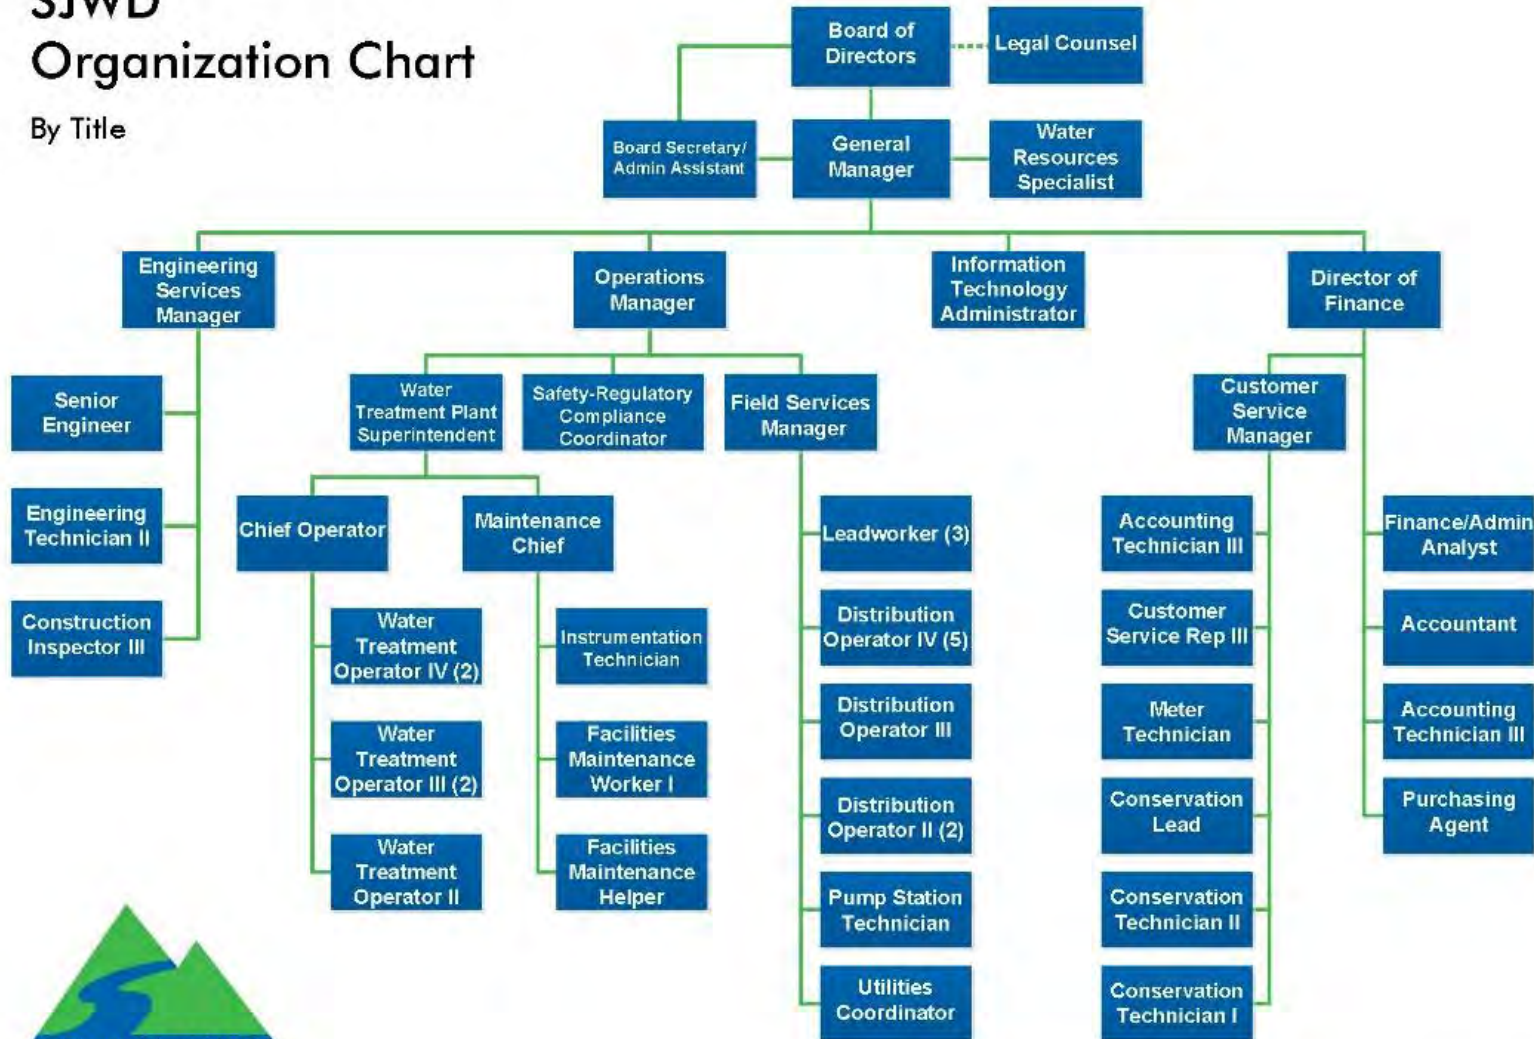 SJWD
Organization Chart
By Title
Board of
Directors
Legal Counsel
Board Secretary/
Admin Assistant
General
Manager
Water
Resources
Specialist
Engineering
Services
Manager
Operations
Manager
Information
Technology
Administrator
Director of
Finance
Senior
Engineer
Engineering
Technician II
Construction
Inspector III
Water
Treatment Plant
Superintendent
Safety-Regulatory
Compliance
Coordinator
Field Services
Manager
Customer
Service
Manager
Chief Operator
Maintenance
Chief
Water
Treatment
Operator IV (2)
Water
Treatment
Operator III (2)
Water
Treatment
Operator II
Instrumentation
Technician
Facilities
Maintenance
Worker I
Facilities
Maintenance
Helper
Leadworker (3)
Distribution
Operator IV (5)
Distribution
Operator III
Distribution
Operator II (2)
Pump Station
Technician
Utilities
Coordinator
Accounting
Technician III
Customer
Service Rep III
Meter
Technician
Conservation
Lead
Conservation
Technician II
Conservation
Technician I
Finance/Admin
Analyst
Accountant
Accounting
Technician III
Purchasing
Agent